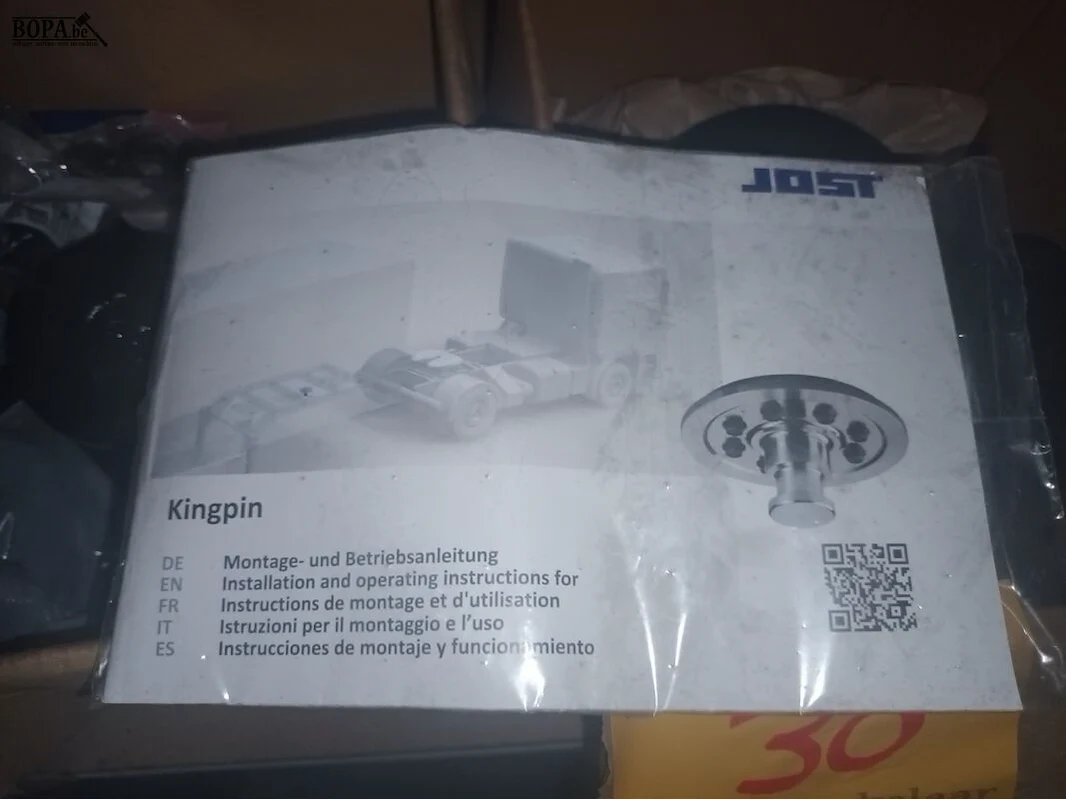 BOPA.be
JOST
Kingpin
DE Montage- und Betriebsanleitung
EN Installation and operating instructions for
FR Instructions de montage et d'utilisation
IT Istruzioni per il montaggio e l'uso
ES Instrucciones de montaje y funcionamiento
30